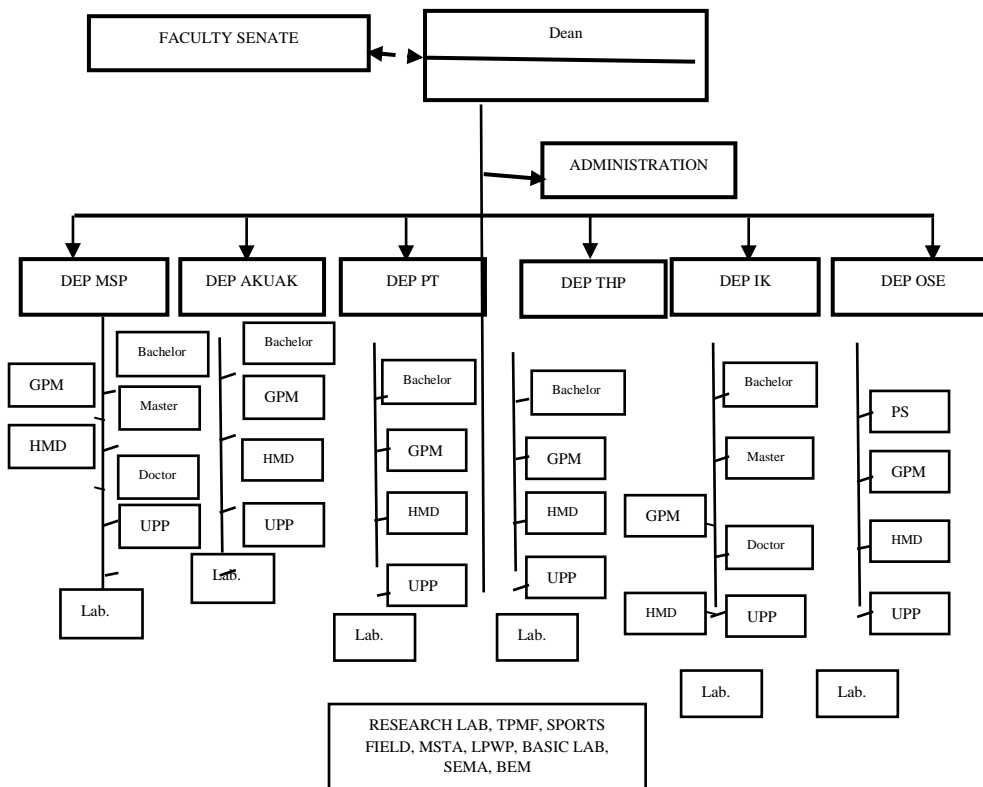 FACULTY SENATE
Dean
ADMINISTRATION
DEP MSP
DEP AKUAK
DEP PT
DEP THP
DEP IK
DEP OSE
GPM
HMD
Bachelor
Master
Doctor
UPP
Lab.
Bachelor
GPM
HMD
UPP
Lab.
Bachelor
GPM
HMD
UPP
Lab.
Bachelor
GPM
HMD
UPP
Lab.
Bachelor
Master
GPM
Doctor
HMD
UPP
Lab.
PS
GPM
HMD
UPP
Lab.
RESEARCH LAB, TPMF, SPORTS
FIELD, MSTA, LPWP, BASIC LAB,
SEMA, BEM